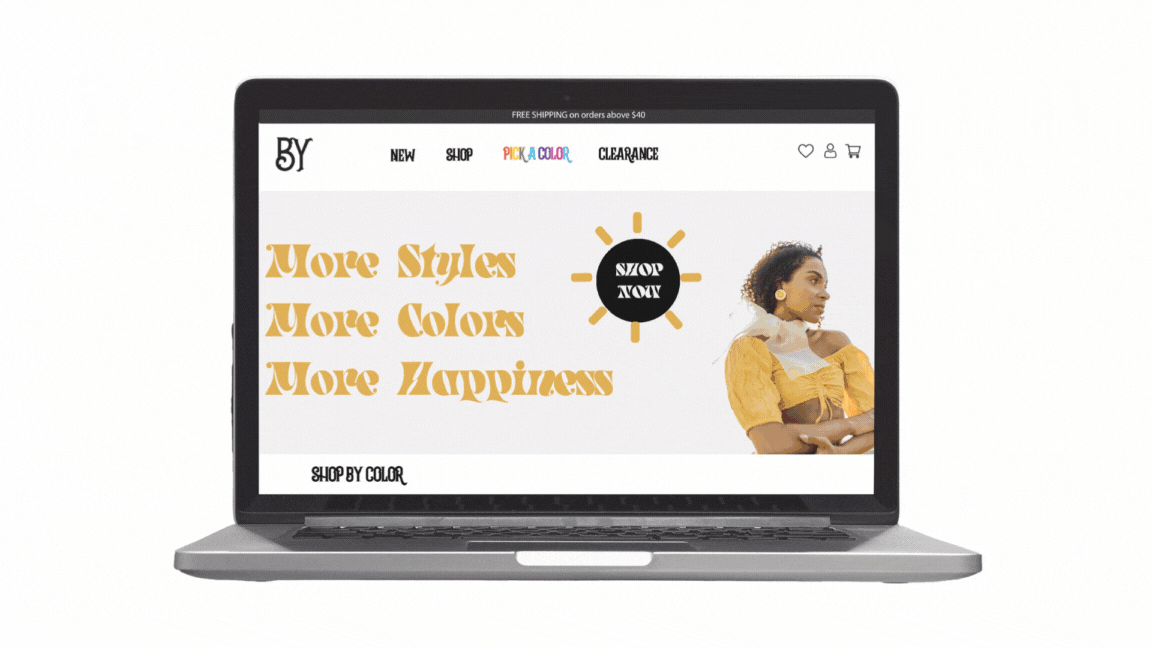 FREE SHIPPING on orders above $40
BY
NEW SHOP PICK A COLOR CLEARANCE
More Styles
More Colors
More Happiness
SHOP
NOW
SHOP BY COLOR